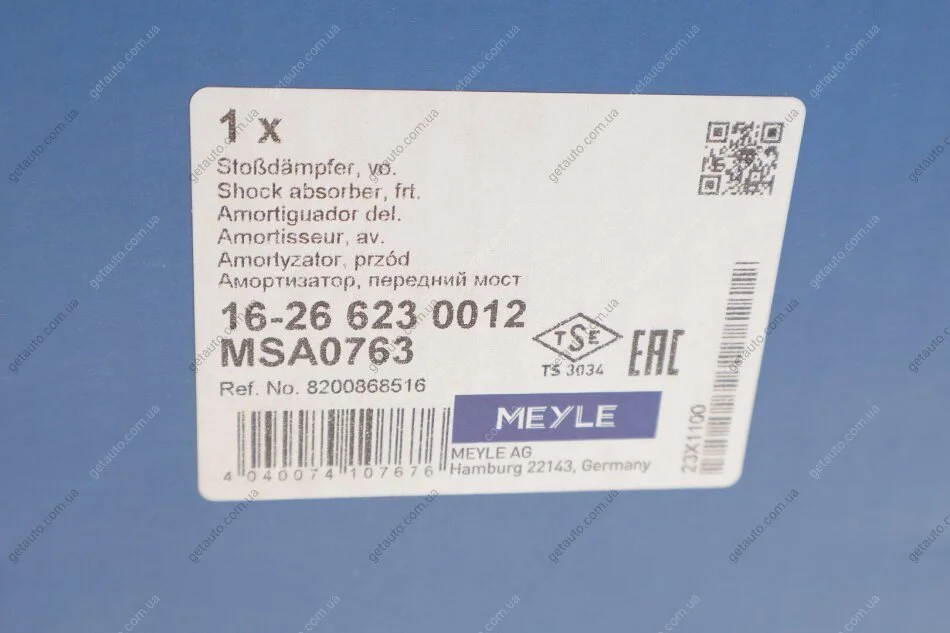 1 x
Stoßdämpfer, vo.
Shock absorber, frt.
Amortiguador del.
Amortisseur, av.
Amortyzator, przód
Амортизатор, передний мост
16-26 623 0012
MSA0763
Ref. No. 8200868516
TSE
TS 3034
EAC
MEYLE
MEYLE AG
Hamburg 22143, Germany
4 040074 107676
23X1100
getauto.com.ua